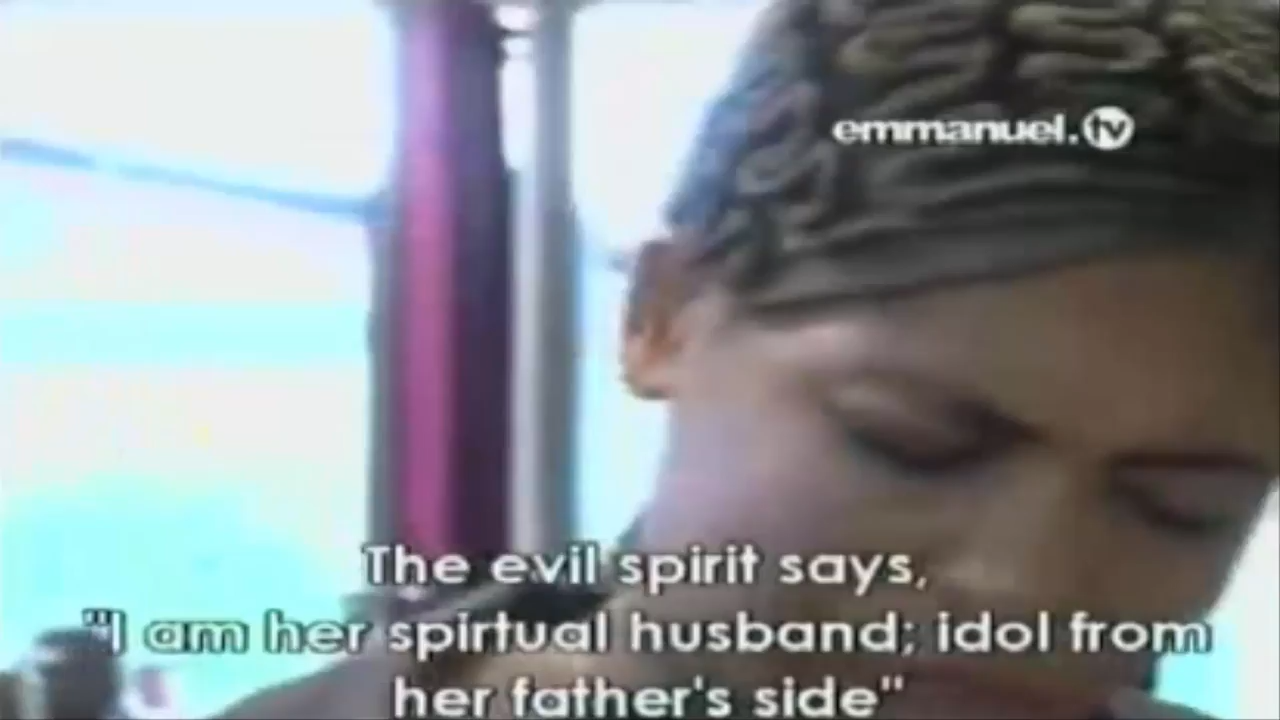 emmanuel.tv
The evil spirit says,
"I am her spirtual husband; idol from
her father's side"